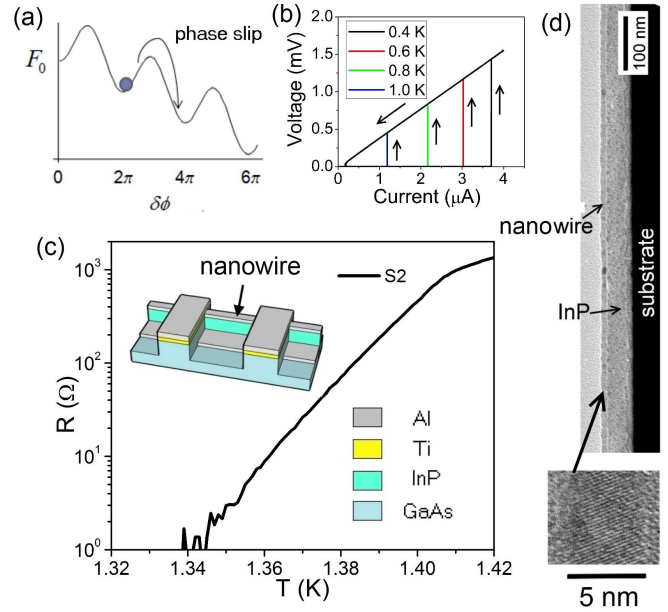 (a)
phase slip
F₀
0
2π
4π
6π
δϕ
(b)
Voltage (mV)
2.0
1.5
1.0
0.5
0.0
0.4 K
0.6 K
0.8 K
1.0 K
0
1
2
3
4
Current (μA)
(c)
R (Ω)
10³
10²
10¹
10⁰
nanowire
S2
Al
Ti
InP
GaAs
1.32
1.34
1.36
1.38
1.40
1.42
T (K)
(d)
100 nm
nanowire
InP
substrate
5 nm